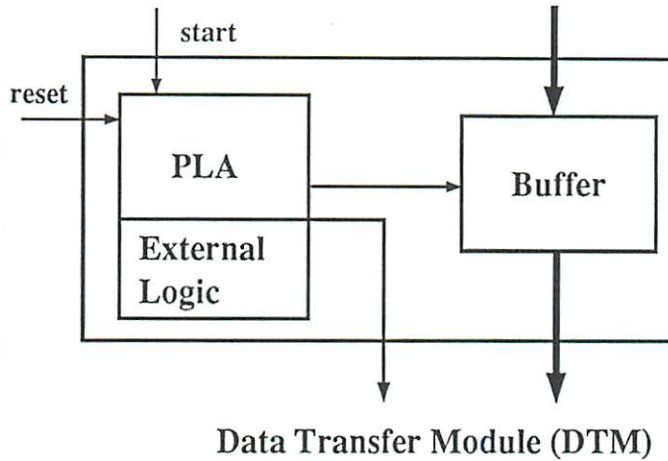 start
reset
PLA
Buffer
External
Logic
Data Transfer Module (DTM)